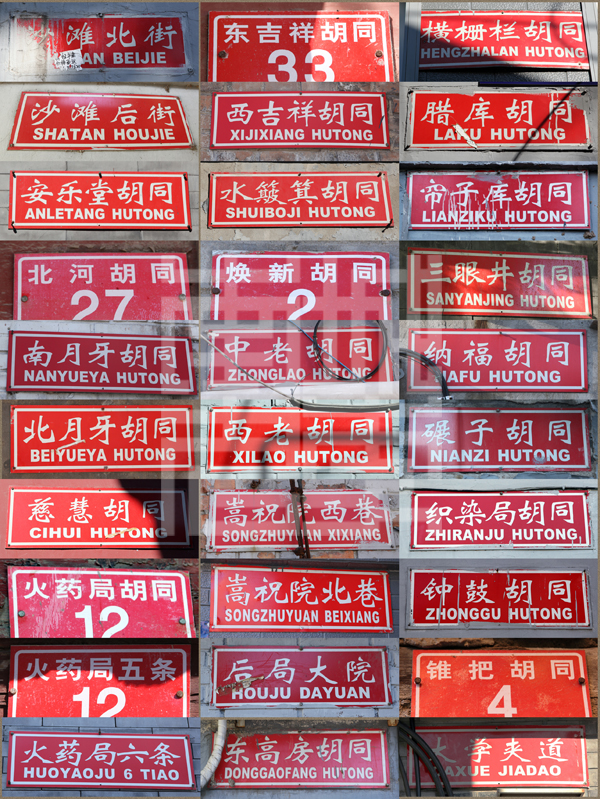 沙滩北街
TAN BEIJIE
东吉祥胡同
33
横栅栏胡同
HENGZHALAN HUTONG
沙滩后街
SHATAN HOUJIE
西吉祥胡同
XIJIXIANG HUTONG
腊库胡同
LAKU HUTONG
安乐堂胡同
ANLETANG HUTONG
水簸箕胡同
SHUIBOJI HUTONG
帘子库胡同
LIANZIKU HUTONG
北河胡同
27
焕新胡同
2
三眼井胡同
SANYANJING HUTONG
南月牙胡同
NANYUEYA HUTONG
中老胡同
ZHONGLAO HUTONG
纳福胡同
NAFU HUTONG
北月牙胡同
BEIYUEYA HUTONG
西老胡同
XILAO HUTONG
碾子胡同
NIANZI HUTONG
慈慧胡同
CIHUI HUTONG
嵩祝院西巷
SONGZHUYUAN XIXIANG
织染局胡同
ZHIRANJU HUTONG
火药局胡同
12
嵩祝院北巷
SONGZHUYUAN BEIXIANG
钟鼓胡同
ZHONGGU HUTONG
火药局五条
12
后局大院
HOUJU DAYUAN
锥把胡同
4
火药局六条
HUOYAOJU 6 TIAO
东高房胡同
DONGGAOFANG HUTONG
大学夹道
DAXUE JIADAO